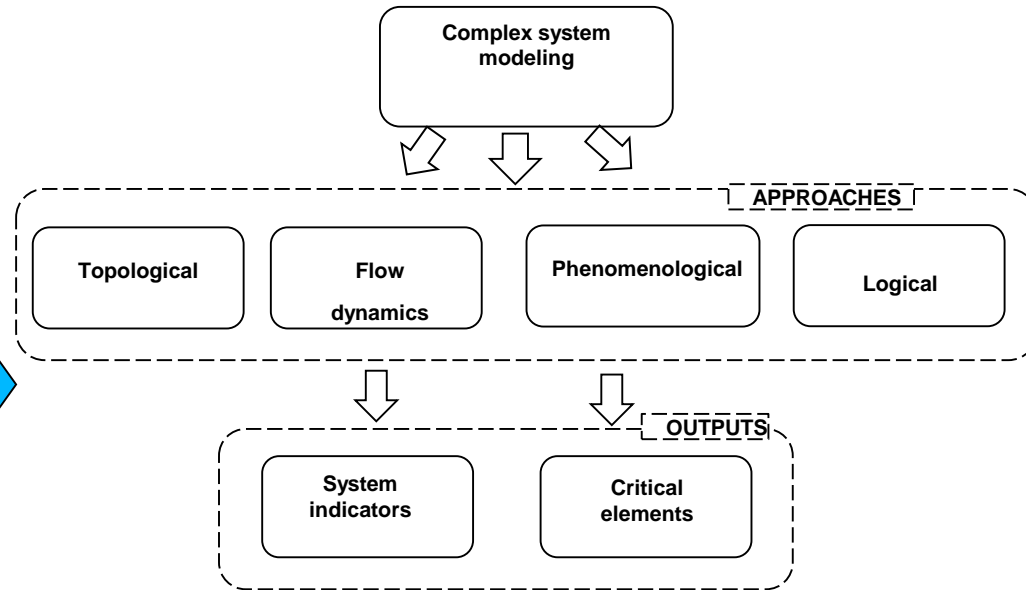 Complex system
modeling
APPROACHES
Topological
Flow
dynamics
Phenomenological
Logical
OUTPUTS
System
indicators
Critical
elements